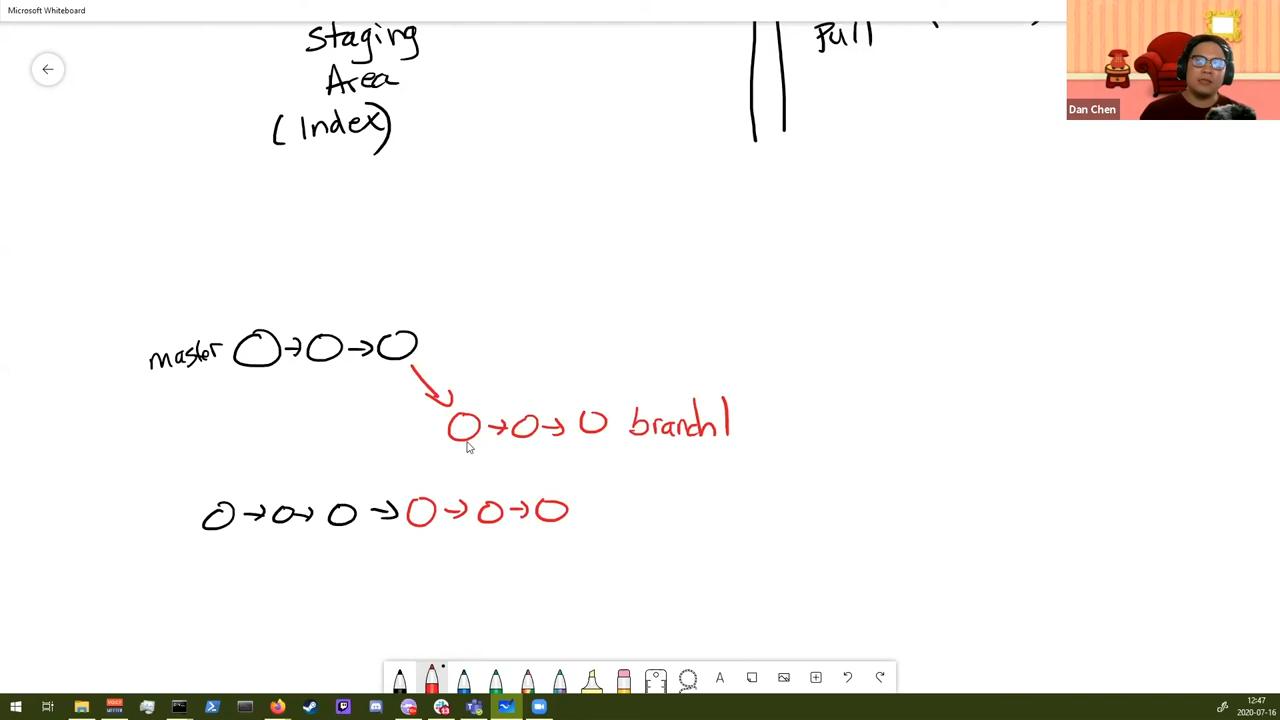 Microsoft Whiteboard
Staging
Area
(Index)
Pull
Dan Chen
master
branch1
A
12:47
2020-07-16